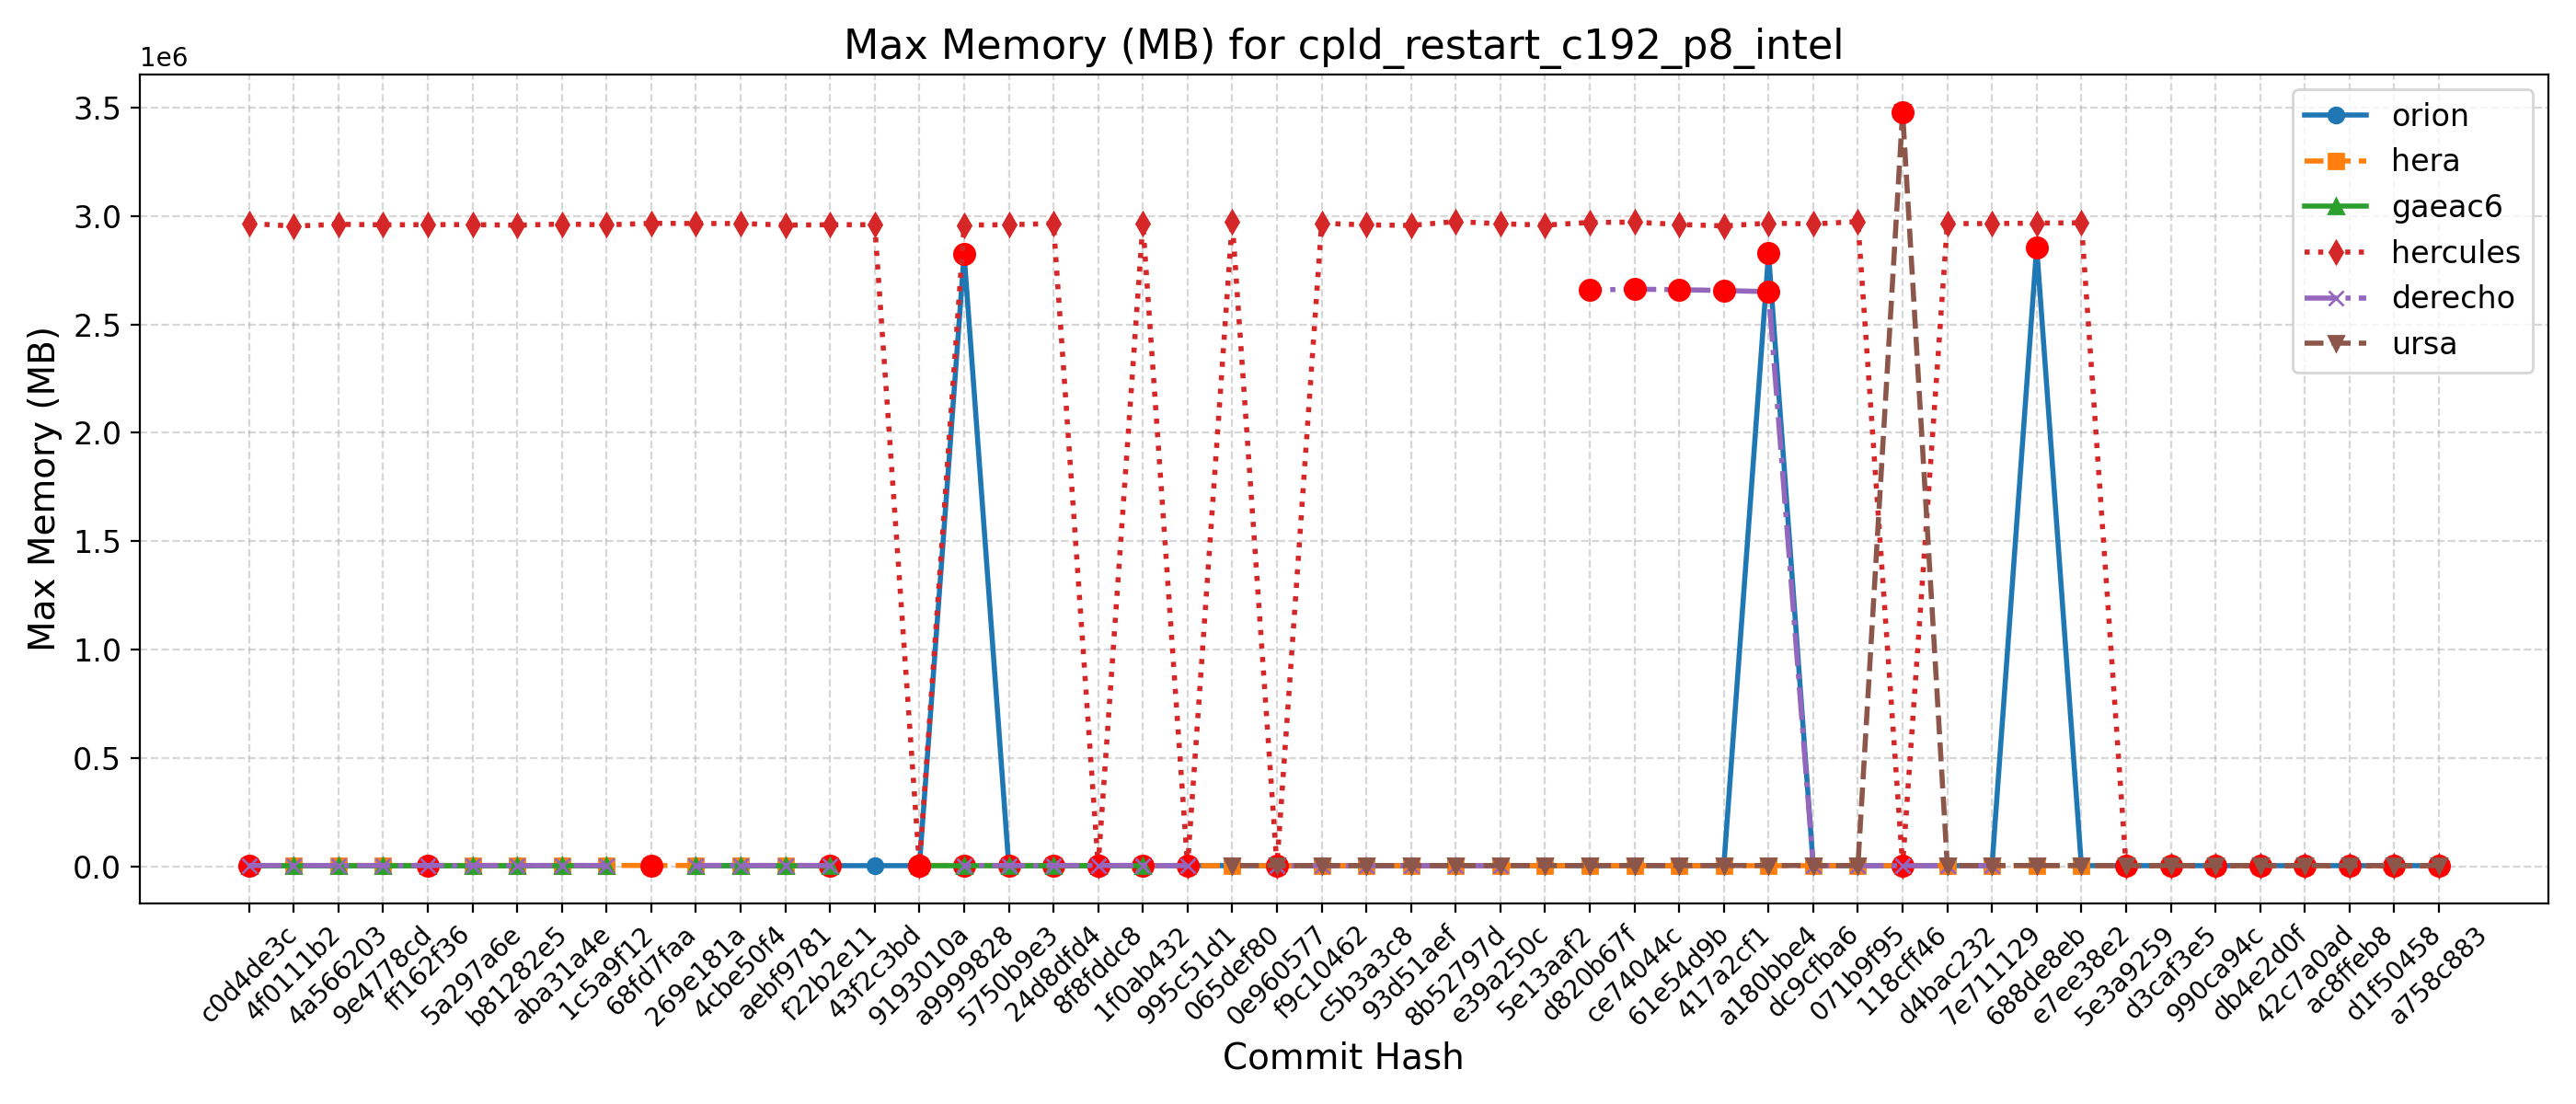 Max Memory (MB) for cpld_restart_c192_p8_intel
1e6
3.5
3.0
2.5
2.0
1.5
1.0
0.5
0.0
Max Memory (MB)
orion
hera
gaeac6
hercules
derecho
ursa
c0d4de3c
4f0111b2
4a566203
9e4778cd
ff162f36
5a297a6e
b81282e5
aba31a4e
1c5a9f12
68fd7faa
269e181a
4cbe50f4
aebf9781
f22b2e11
43f2c3bd
9193010a
a9999828
5750b9e3
24d8dfd4
8f8fddc8
1f0ab432
995c51d1
065def80
0e960577
f9c10462
c5b3a3c8
93d51aef
8b52797d
e39a250c
5e13aaf2
d820b67f
ce74044c
61e54d9b
417a2cf1
a180bbe4
dc9cfba6
071b9f95
118cff46
d4bac232
7e711129
688de8eb
e7ee38e2
5e3a9259
d3caf3e5
990ca94c
db4e2d0f
42c7a0ad
ac8ffeb8
d1f50458
a758c883
Commit Hash